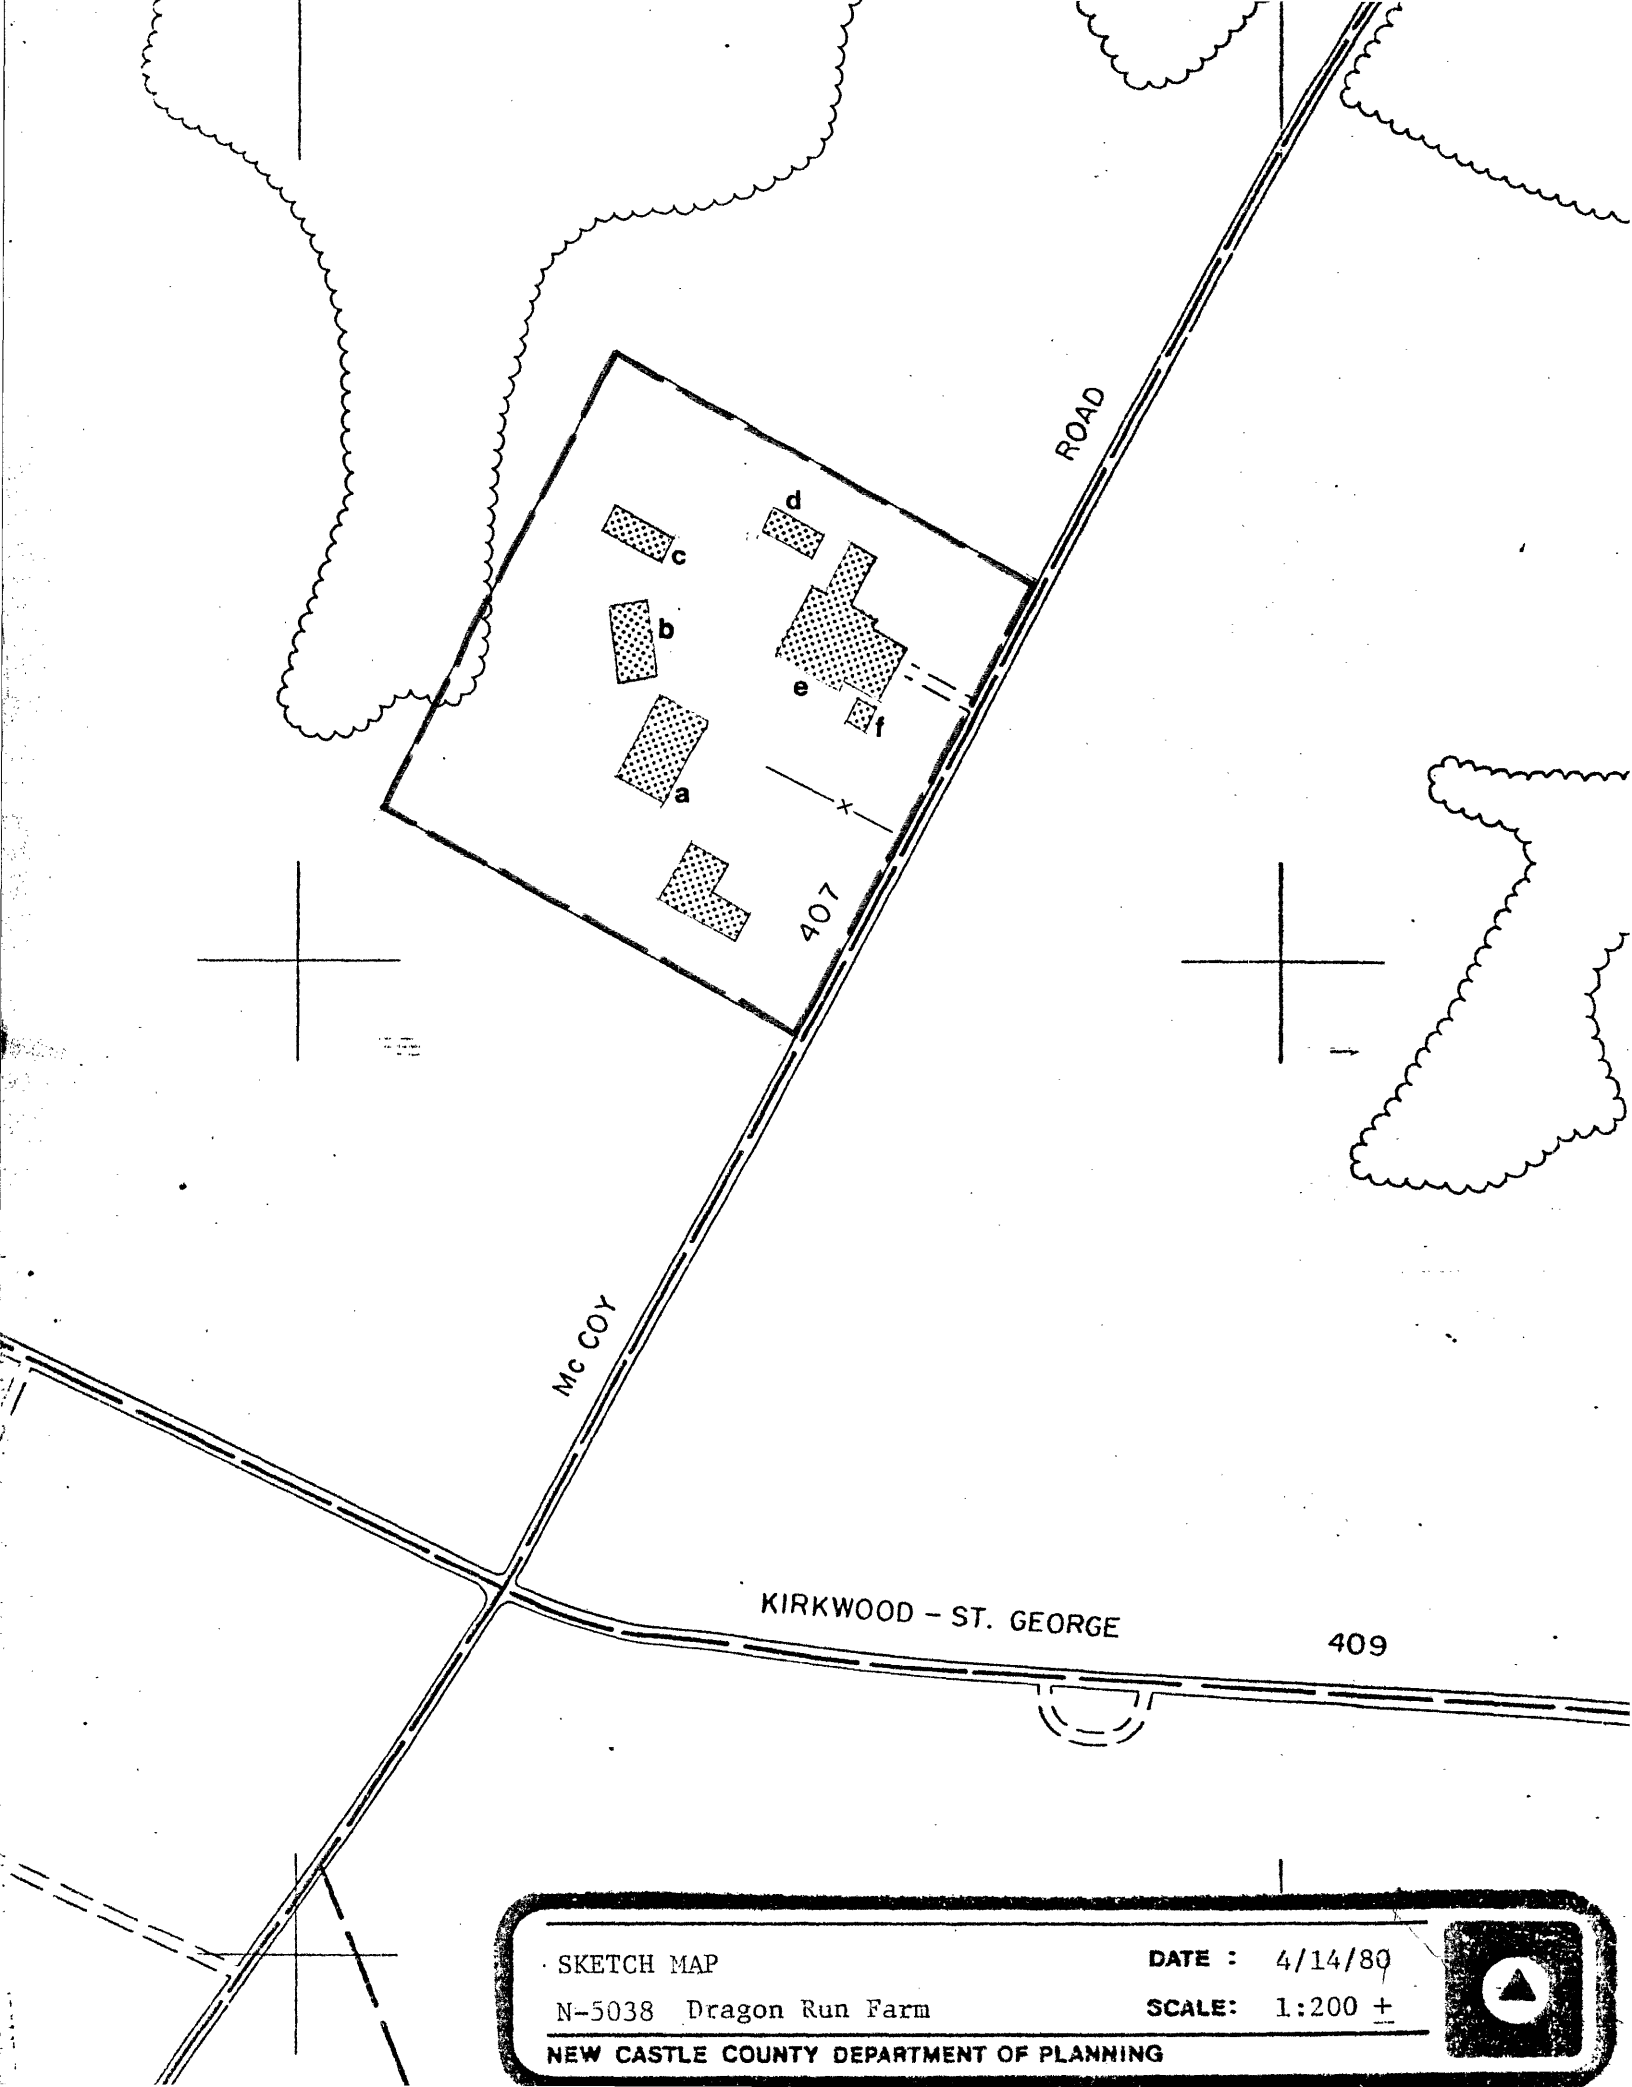 ROAD
d
c
b
e
f
a
407
Mc COY
KIRKWOOD – ST. GEORGE
409
SKETCH MAP
DATE : 4/14/80
N-5038 Dragon Run Farm
SCALE: 1:200 ±
NEW CASTLE COUNTY DEPARTMENT OF PLANNING